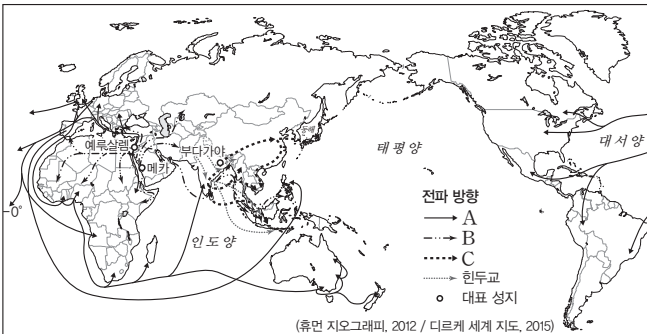 예루살렘
부다가야
메카
태평양
대서양
인도양
0°
전파 방향
A
B
C
힌두교
대표 성지
(휴먼 지오그래피, 2012 / 디르케 세계 지도, 2015)